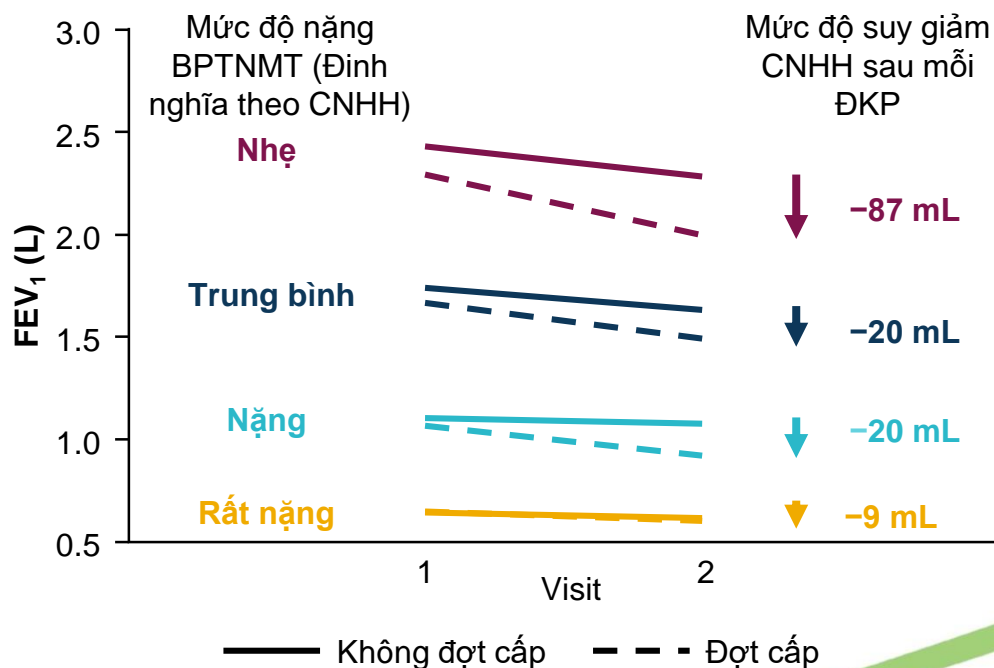 Mức độ nặng
BPTNMT (Đinh
nghĩa theo CNHH)
Mức độ suy giảm
CNHH sau mỗi
ĐKP
FEV₁ (L)
3.0
2.5
2.0
1.5
1.0
0.5
Nhẹ
−87 mL
Trung bình
−20 mL
Nặng
−20 mL
Rất nặng
−9 mL
1
2
Visit
Không đợt cấp
Đợt cấp